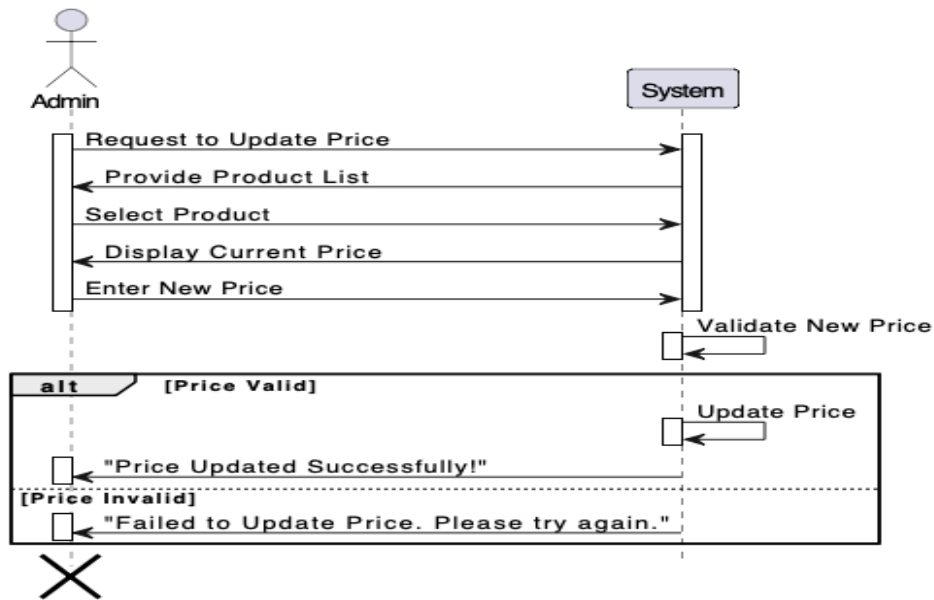 Admin
System
Request to Update Price
Provide Product List
Select Product
Display Current Price
Enter New Price
Validate New Price
alt [Price Valid]
Update Price
"Price Updated Successfully!"
[Price Invalid]
"Failed to Update Price. Please try again."